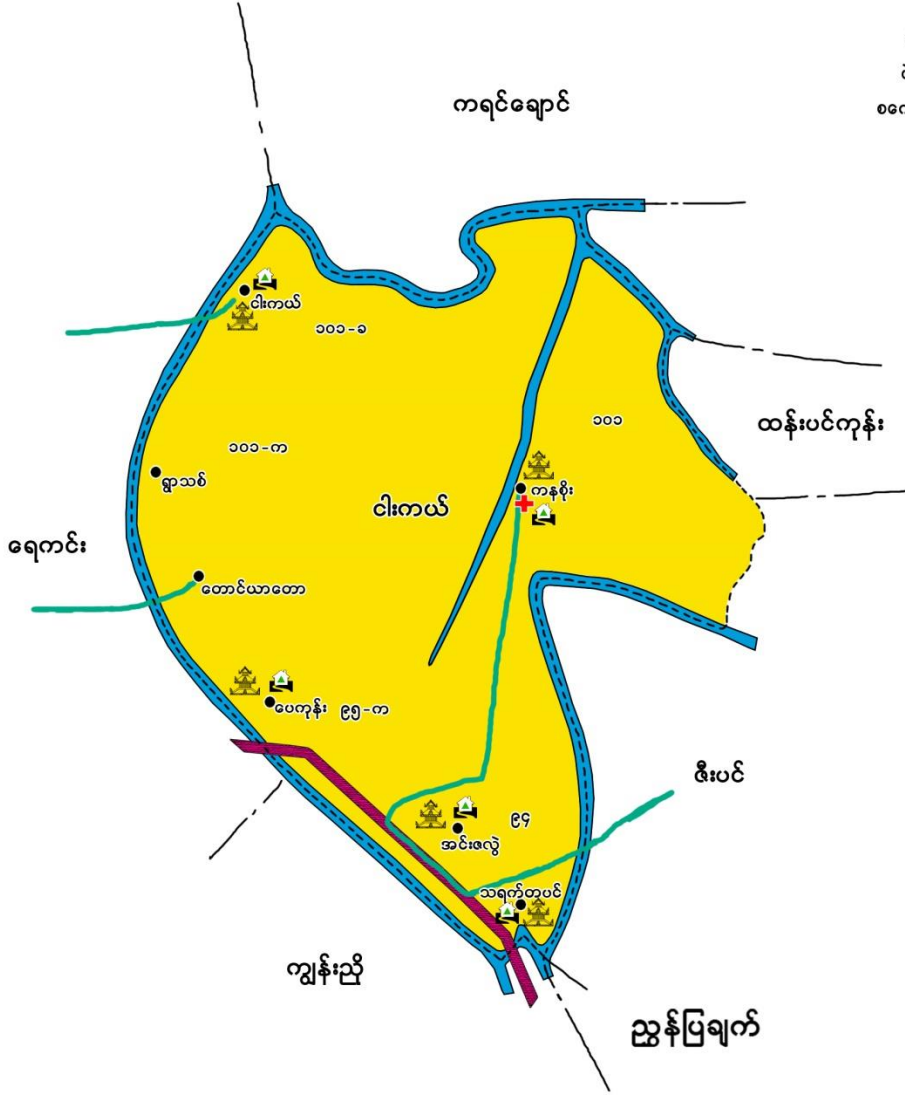 ကရင်ချောင်
ငါးကယ်
၁၀၁-ခ
၁၀၁
ထန်းပင်ကုန်း
၁၀၁-က
ရွာသစ်
ကနစိုး
ငါးကယ်
ရေကင်း
တောင်ယာတော
ပေကုန်း ၉၅-က
ဇီးပင်
၉၄
အင်းဇလွဲ
သရက်တပင်
ကျွန်းညို
ညွှန်ပြချက်